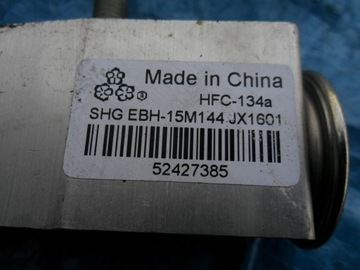 Made in China
®
HFC-134a
SHG EBH-15M144 JX1601
52427385